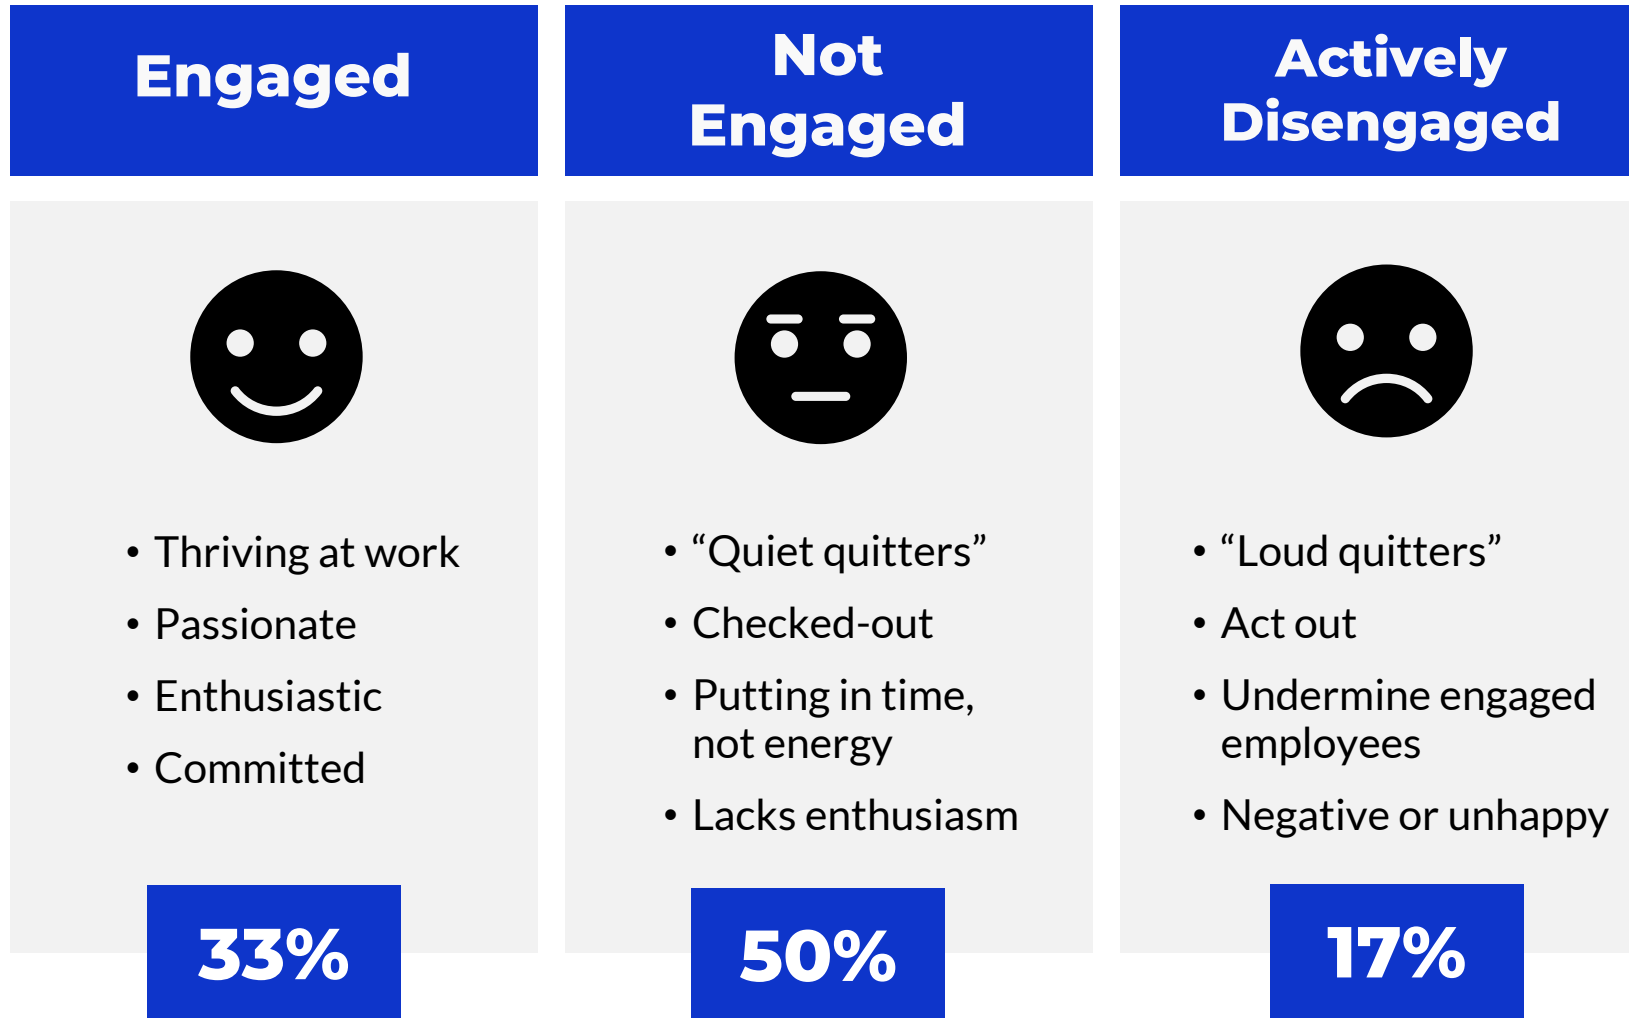 Engaged
• Thriving at work
• Passionate
• Enthusiastic
• Committed
33%
Not
Engaged
• “Quiet quitters”
• Checked-out
• Putting in time,
not energy
• Lacks enthusiasm
50%
Actively
Disengaged
• “Loud quitters”
• Act out
• Undermine engaged
employees
• Negative or unhappy
17%